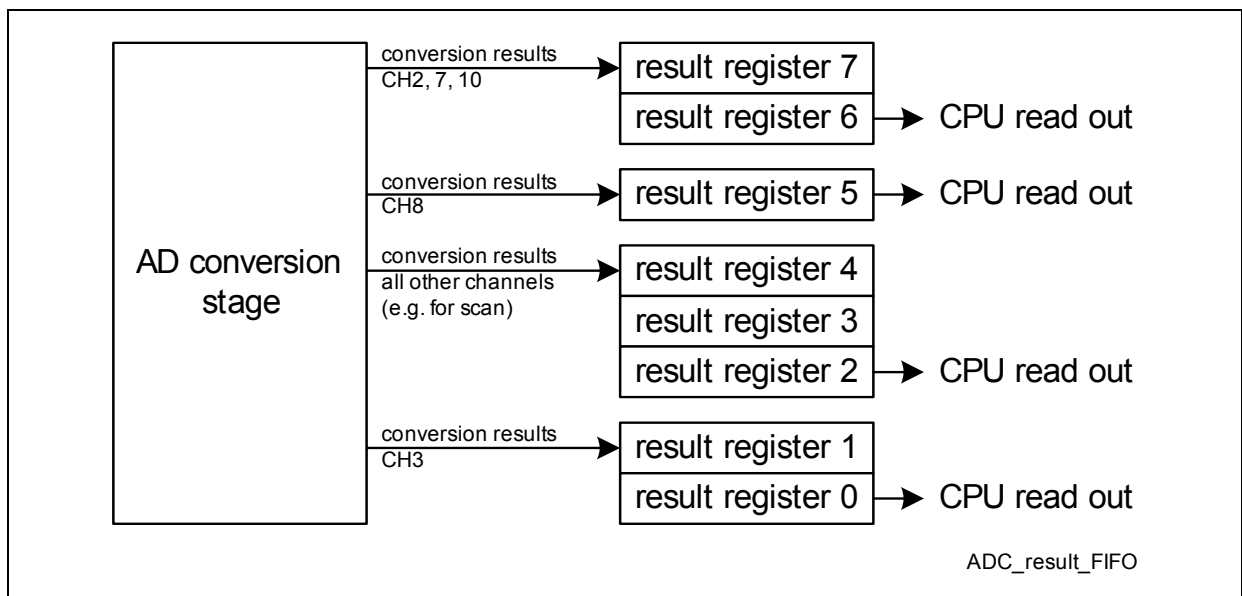 AD conversion
stage
conversion results
CH2, 7, 10
result register 7
result register 6
CPU read out
conversion results
CH8
result register 5
CPU read out
conversion results
all other channels
(e.g. for scan)
result register 4
result register 3
result register 2
CPU read out
conversion results
CH3
result register 1
result register 0
CPU read out
ADC_result_FIFO